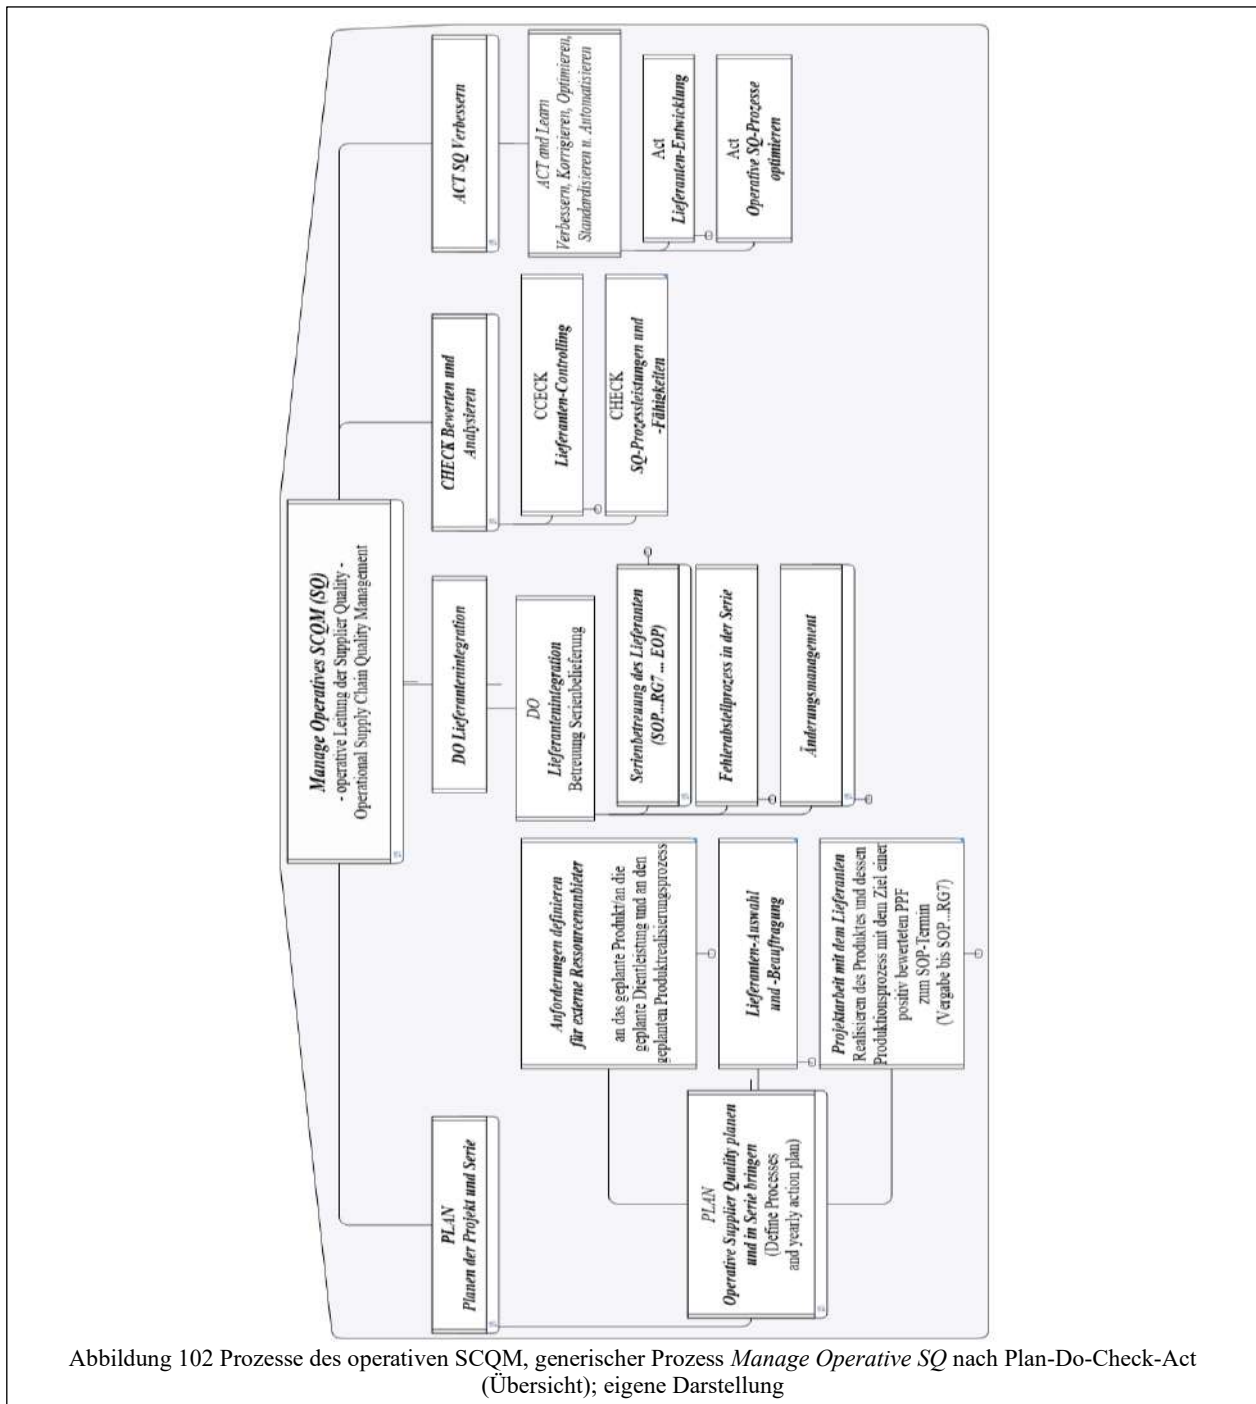 Manage Operatives SCQM (SQ)
- operative Leitung der Supplier Quality -
Operational Supply Chain Quality Management
PLAN
Planen der Projekt und Serie
PLAN
Operative Supplier Quality planen
und in Serie bringen
(Define Processes
and yearly action plan)
Anforderungen definieren
für externe Ressourcenanbieter
an das geplante Produkt/an die
geplante Dientleistung und an den
geplanten Produktrealisierungsprozess
Lieferanten-Auswahl
und -Beauftragung
Projektarbeit mit dem Lieferanten
Realisieren des Produktes und dessen
Produktionsprozess mit dem Ziel einer
positiv bewerteten PPF
zum SOP-Termin
(Vergabe bis SOP...RG7)
DO Lieferantenintegration
DO
Lieferantenintegration
Betreuung Serienbelieferung
Serienbetreuung des Lieferanten
(SOP...RG7 ... EOP)
Fehlerabstellprozess in der Serie
Änderungsmanagement
CHECK Bewerten und
Analysieren
CCECK
Lieferanten-Controlling
CHECK
SQ-Prozessleistungen und
-Fähigkeiten
ACT SQ Verbessern
ACT and Learn
Verbessern, Korrigieren, Optimieren,
Standardisieren u. Automatisieren
Act
Lieferanten-Entwicklung
Act
Operative SQ-Prozesse
optimieren
Abbildung 102 Prozesse des operativen SCQM, generischer Prozess Manage Operative SQ nach Plan-Do-Check-Act
(Übersicht); eigene Darstellung